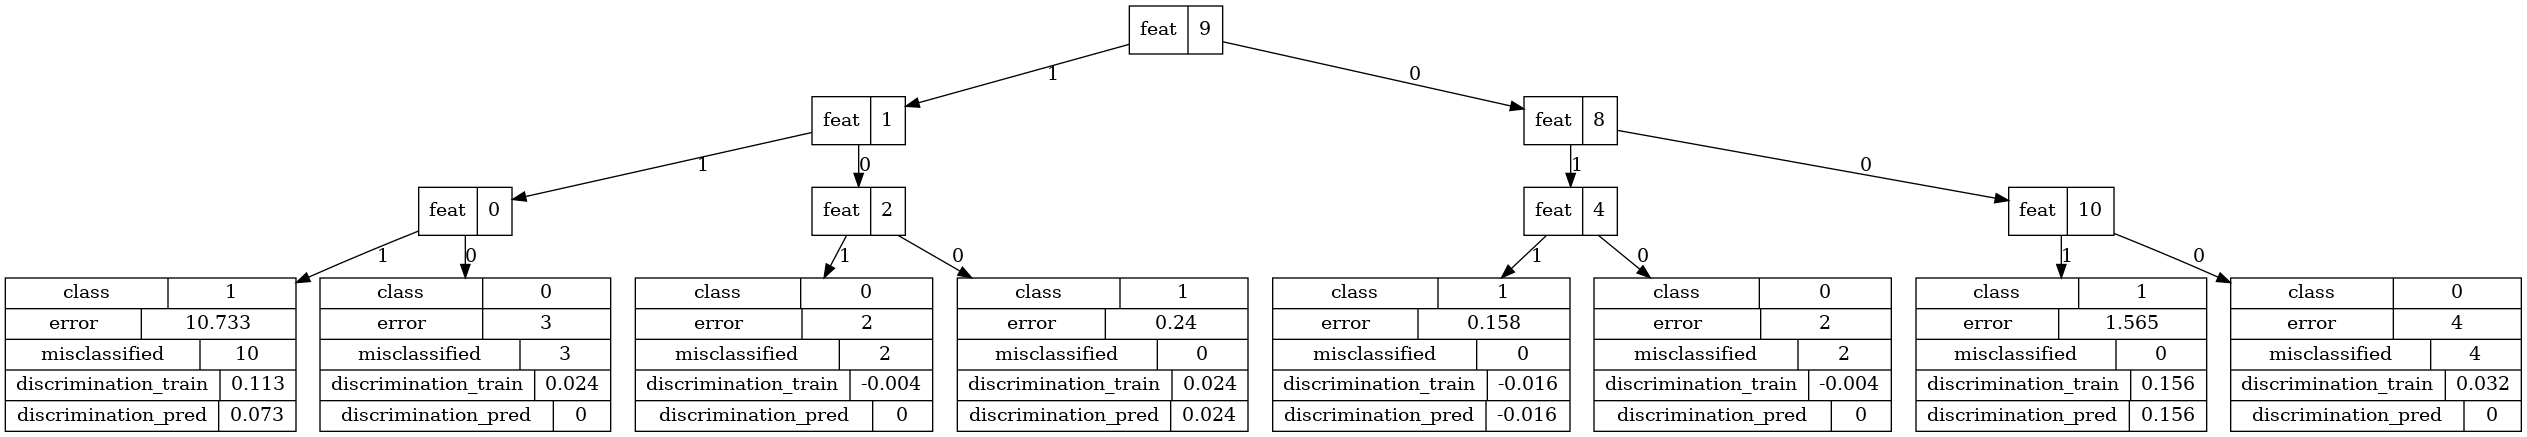 feat 9
1 0
feat 1 feat 8
1 0 1 0
feat 0 feat 2 feat 4 feat 10
1 0 1 0 1 0 1 0
class 1 class 0 class 0 class 1 class 1 class 0 class 1 class 0
error 10.733 error 3 error 2 error 0.24 error 0.158 error 2 error 1.565 error 4
misclassified 10 misclassified 3 misclassified 2 misclassified 0 misclassified 0 misclassified 2 misclassified 0 misclassified 4
discrimination_train 0.113 discrimination_train 0.024 discrimination_train -0.004 discrimination_train 0.024 discrimination_train -0.016 discrimination_train -0.004 discrimination_train 0.156 discrimination_train 0.032
discrimination_pred 0.073 discrimination_pred 0 discrimination_pred 0 discrimination_pred 0.024 discrimination_pred -0.016 discrimination_pred 0 discrimination_pred 0.156 discrimination_pred 0